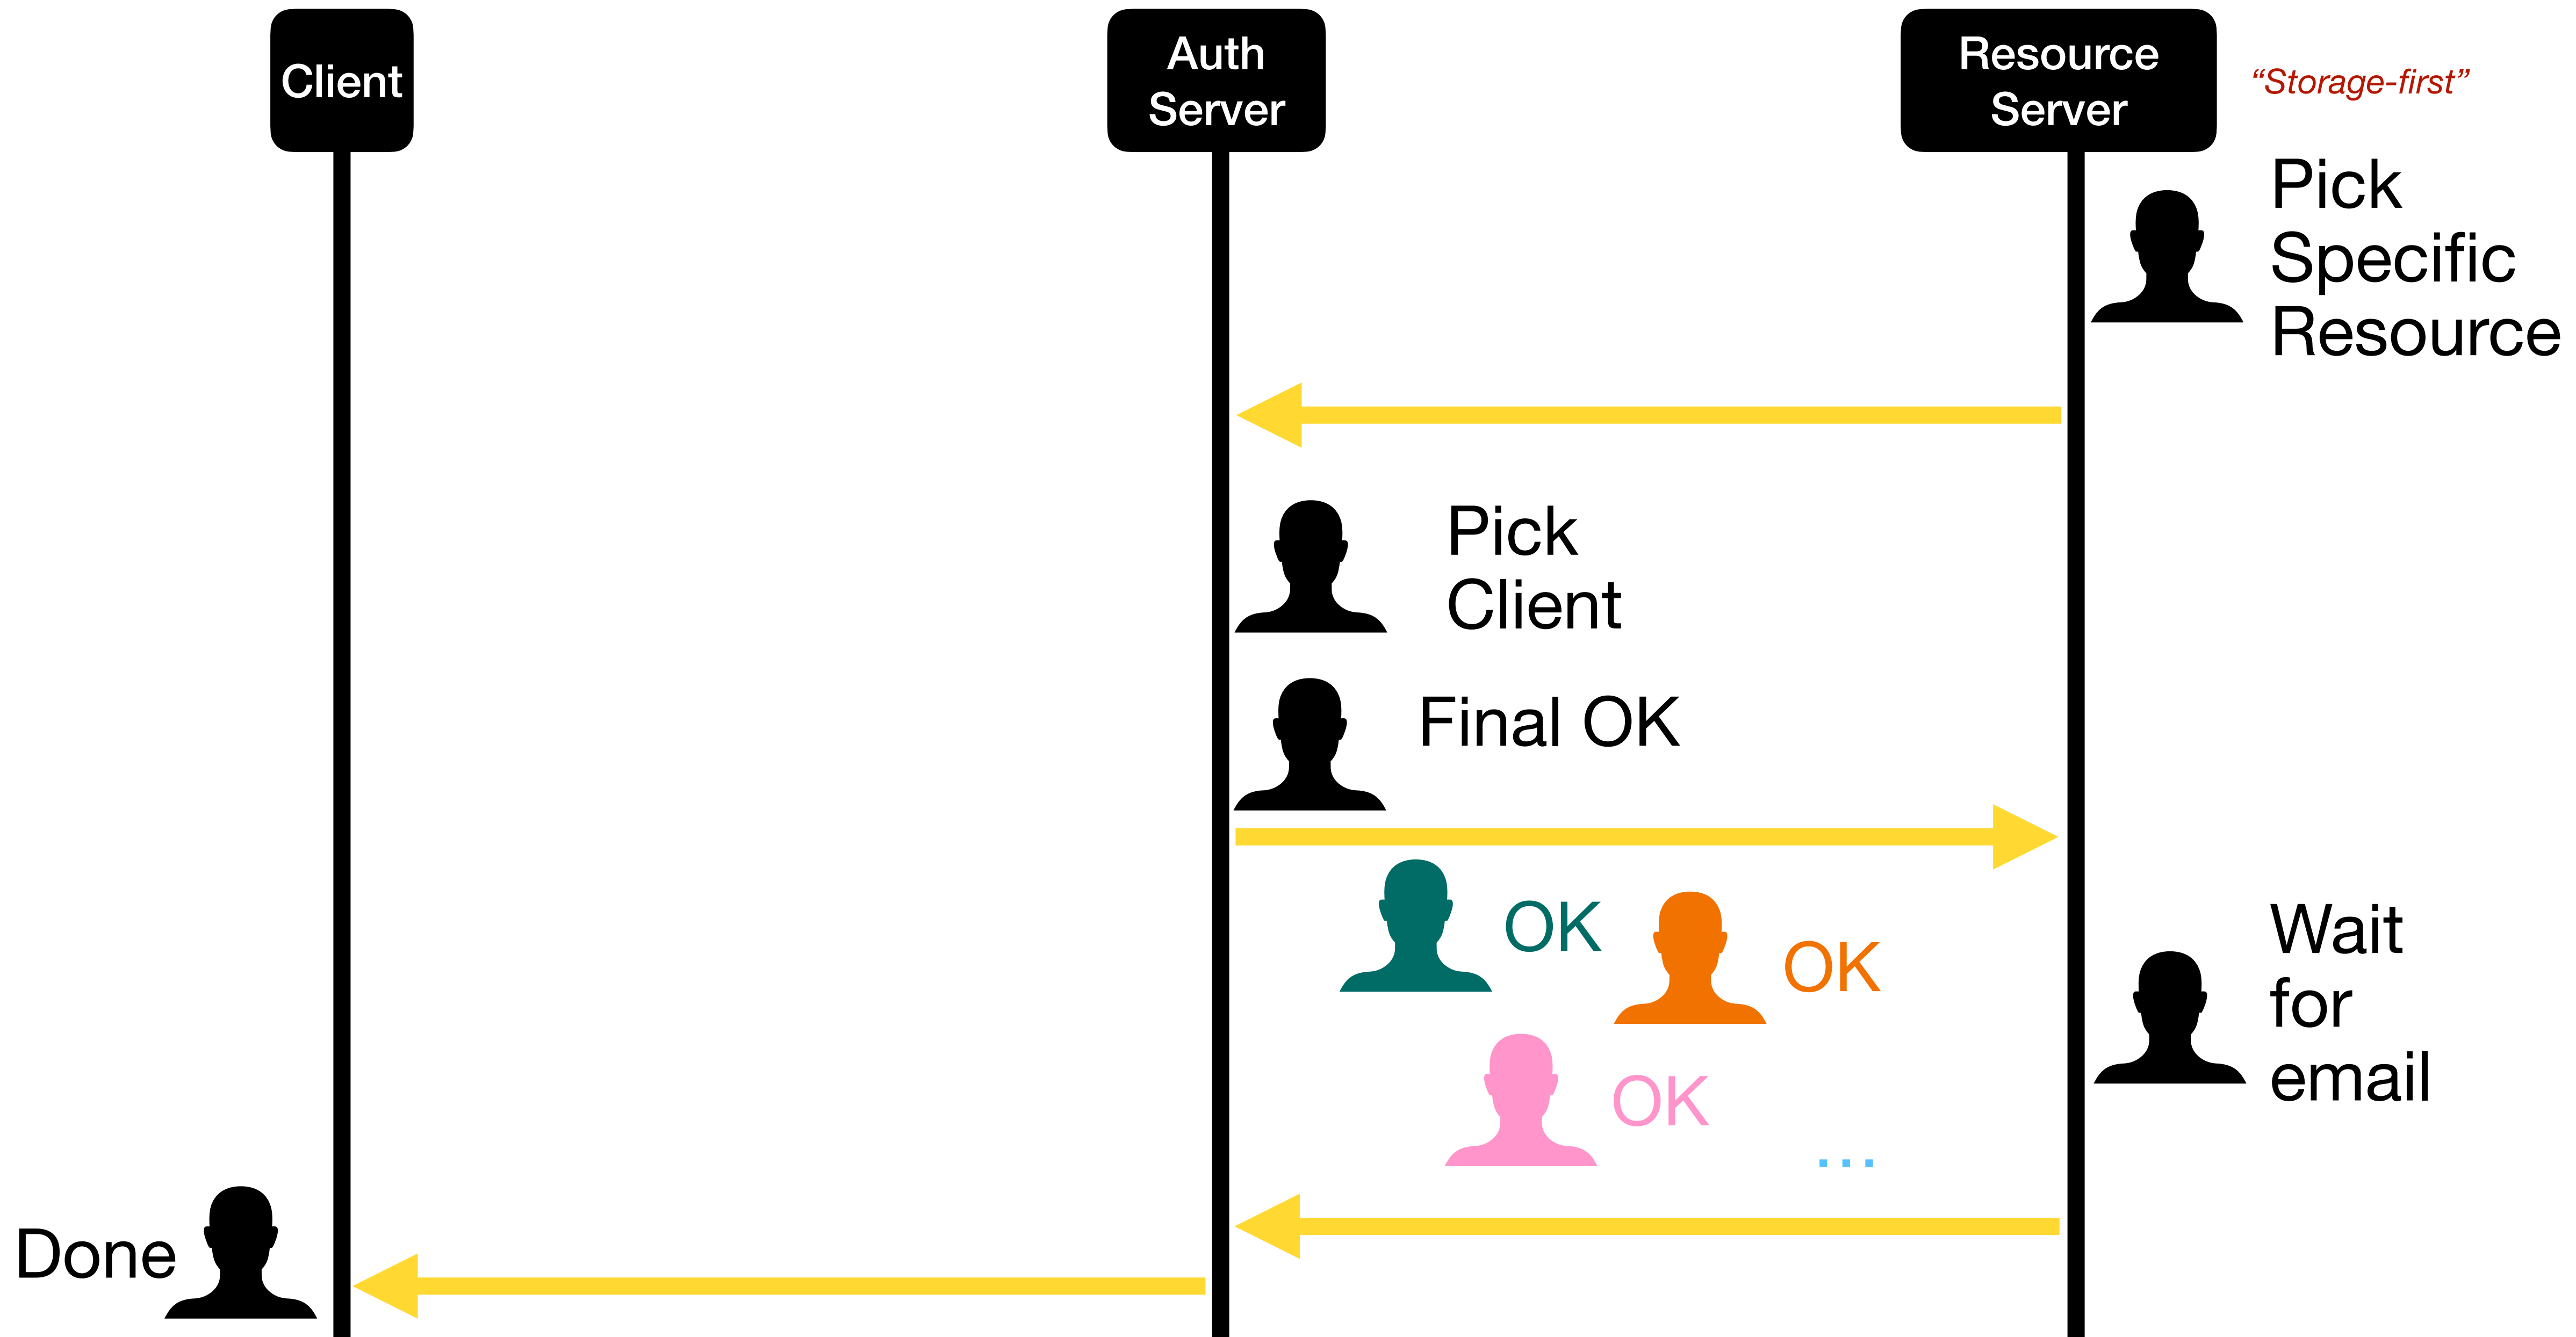 Client
Auth
Server
Resource
Server
“Storage-first”
Pick
Specific
Resource
Pick
Client
Final OK
OK
OK
OK
...
Wait
for
email
Done